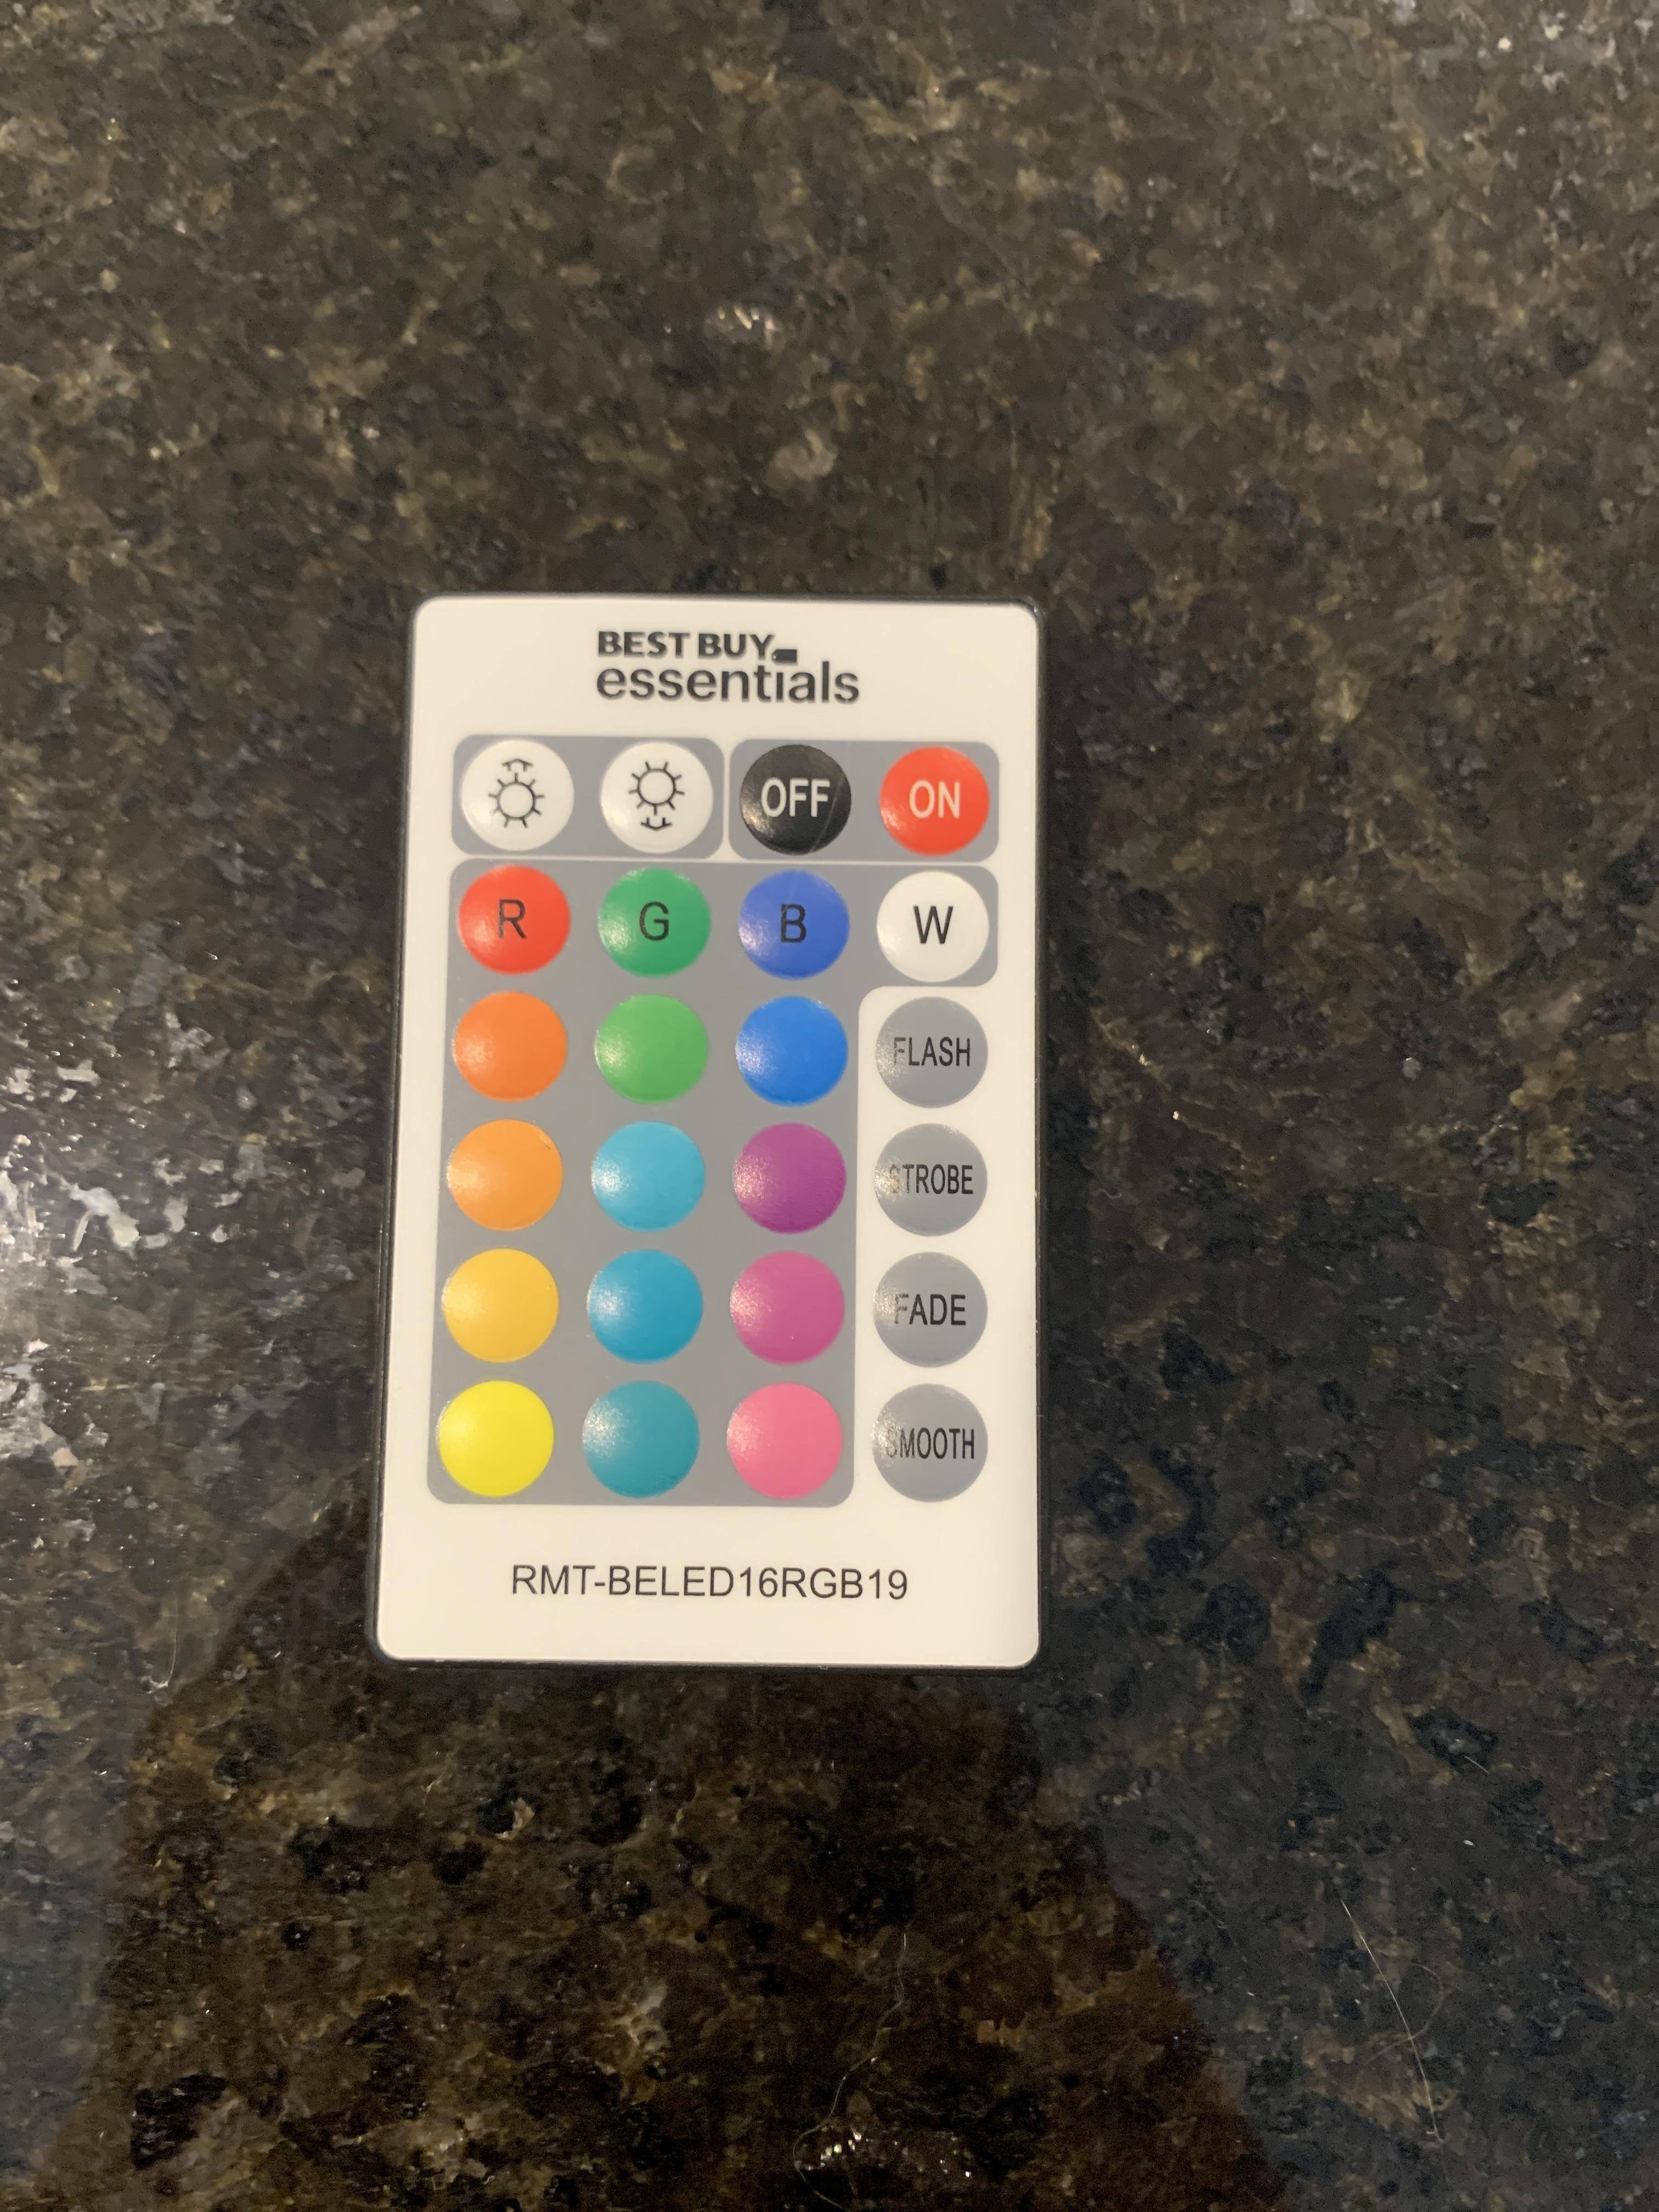 BEST BUY
essentials
OFF ON
R G B W
FLASH
STROBE
FADE
SMOOTH
RMT-BELED16RGB19